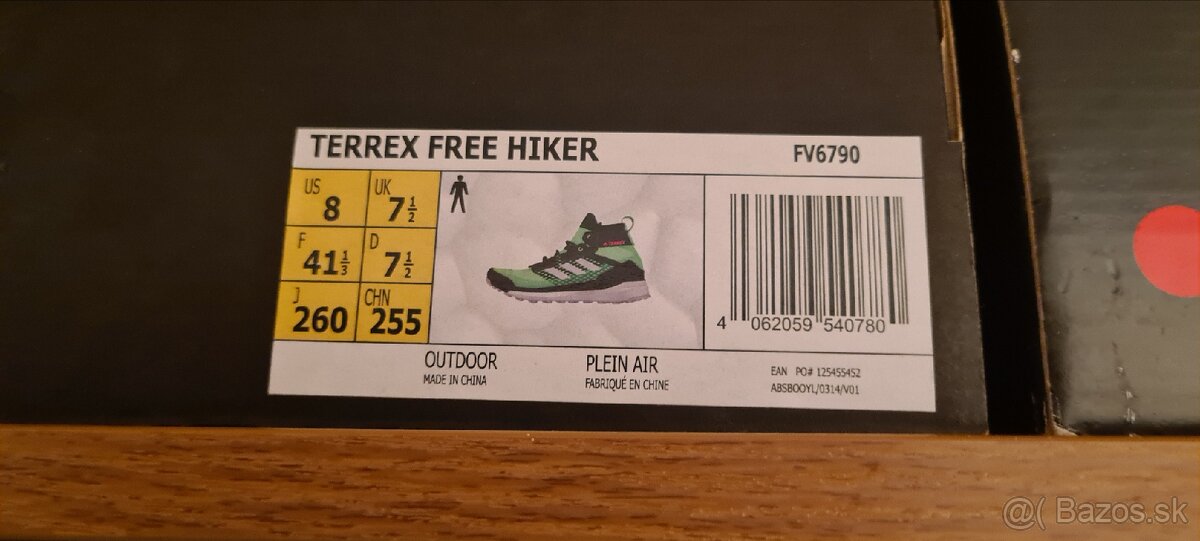 TERREX FREE HIKER
FV6790
US UK
8 7½
F D
41⅓ 7½
J CHN
260 255
4 062059 540780
OUTDOOR PLEIN AIR
MADE IN CHINA FABRIQUÉ EN CHINE
EAN PO# 125455452
ABSBOOYL/0314/V01
@( Bazos.sk